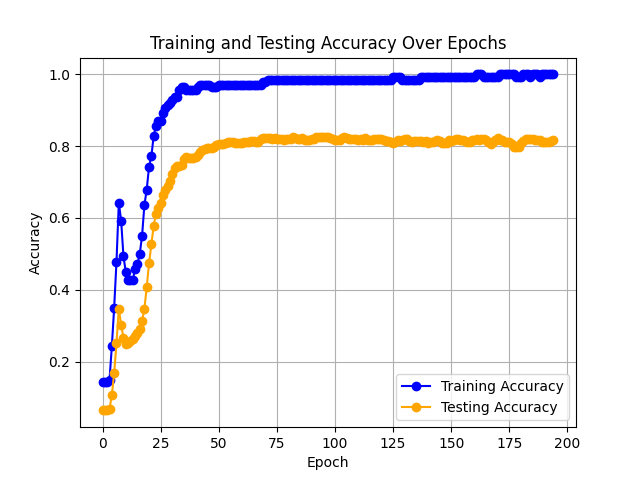 Training and Testing Accuracy Over Epochs
1.0
0.8
0.6
0.4
0.2
Accuracy
Training Accuracy
Testing Accuracy
0 25 50 75 100 125 150 175 200
Epoch